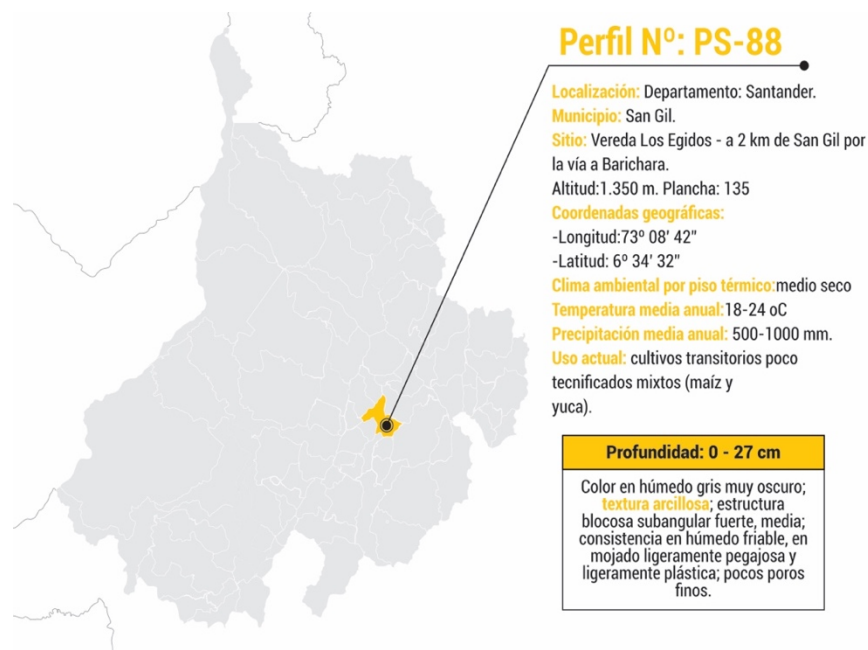 Perfil Nº: PS-88
Localización: Departamento: Santander.
Municipio: San Gil.
Sitio: Vereda Los Egidos - a 2 km de San Gil por
la vía a Barichara.
Altitud:1.350 m. Plancha: 135
Coordenadas geográficas:
-Longitud:73º 08' 42"
-Latitud: 6º 34' 32"
Clima ambiental por piso térmico:medio seco
Temperatura media anual:18-24 oC
Precipitación media anual: 500-1000 mm.
Uso actual: cultivos transitorios poco
tecnificados mixtos (maíz y
yuca).
Profundidad: 0 - 27 cm
Color en húmedo gris muy oscuro;
textura arcillosa; estructura
blocosa subangular fuerte, media;
consistencia en húmedo friable, en
mojado ligeramente pegajosa y
ligeramente plástica; pocos poros
finos.